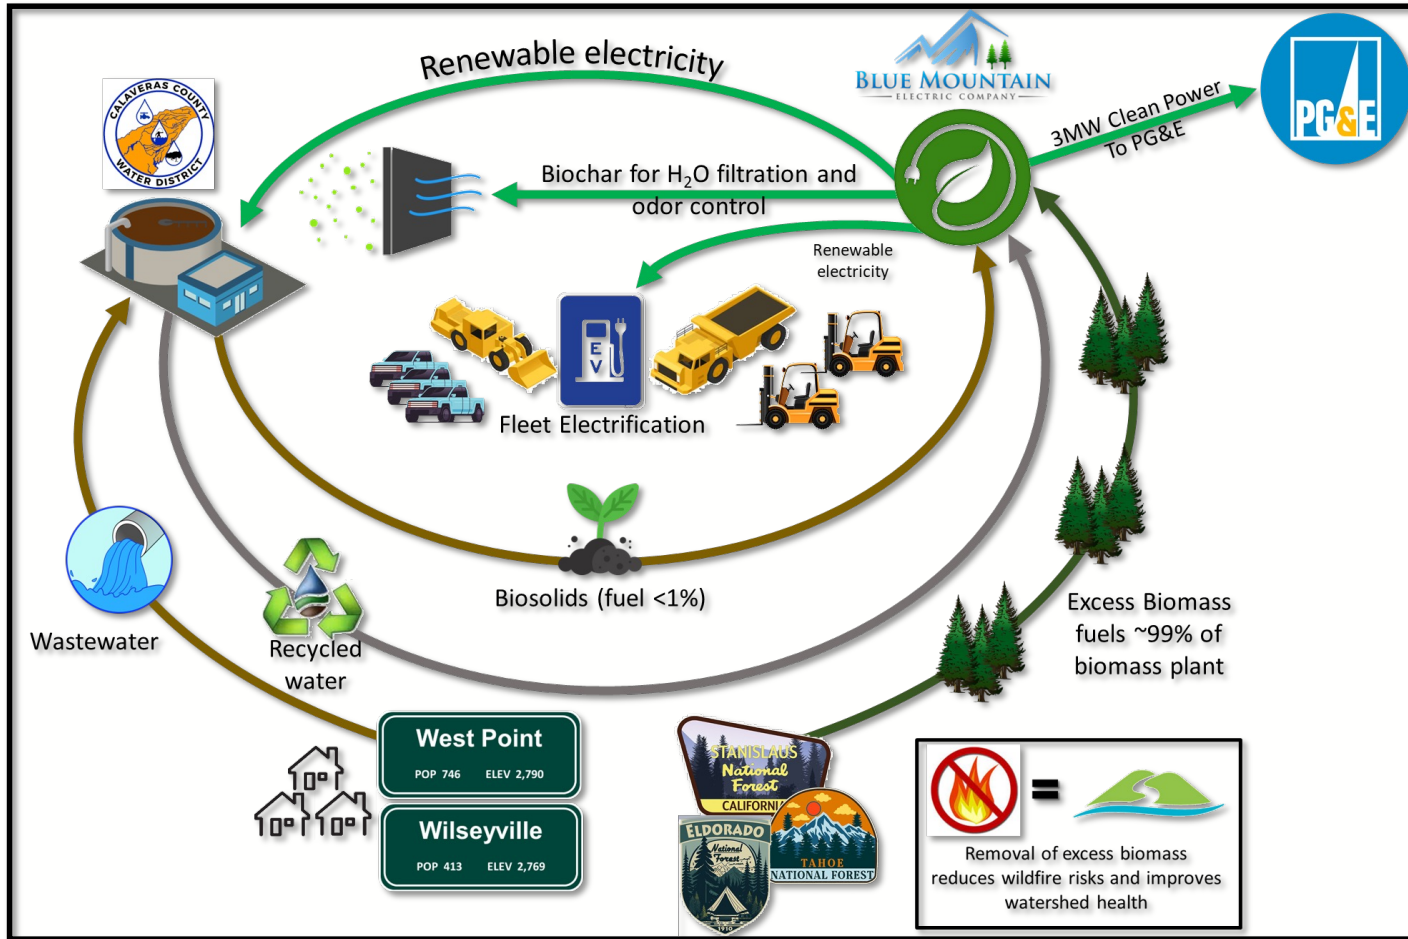 Renewable electricity
BLUE MOUNTAIN
ELECTRIC COMPANY
PG&E
3MW Clean Power
To PG&E
CALAVERAS COUNTY
WATER DISTRICT
Biochar for H₂O filtration and
odor control
Renewable
electricity
EV
Fleet Electrification
Biosolids (fuel <1%)
Wastewater
Recycled
water
Excess Biomass
fuels ~99% of
biomass plant
West Point
POP 746 ELEV 2,790
Wilseyville
POP 413 ELEV 2,769
STANISLAUS
National
Forest
CALIFORNIA
ELDORADO
National
Forest
1910
TAHOE
NATIONAL FOREST
=
Removal of excess biomass
reduces wildfire risks and improves
watershed health